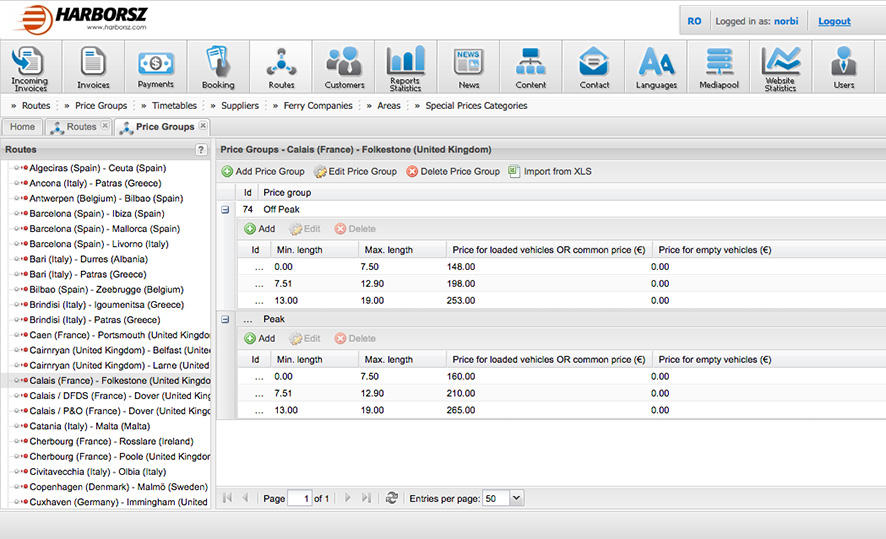 HARBORSZ
www.harborsz.com
RO Logged in as: norbi Logout
Incoming Invoices
Invoices
Payments
Booking
Routes
Customers
Reports Statistics
NEWS
News
Content
Contact
Languages
Mediapool
Website Statistics
Users
» Routes » Price Groups » Timetables » Suppliers » Ferry Companies » Areas » Special Prices Categories
Home Routes Price Groups
Routes ?
Algeciras (Spain) - Ceuta (Spain)
Ancona (Italy) - Patras (Greece)
Antwerpen (Belgium) - Bilbao (Spain)
Barcelona (Spain) - Ibiza (Spain)
Barcelona (Spain) - Mallorca (Spain)
Barcelona (Spain) - Livorno (Italy)
Bari (Italy) - Durres (Albania)
Bari (Italy) - Patras (Greece)
Bilbao (Spain) - Zeebrugge (Belgium)
Brindisi (Italy) - Igoumenitsa (Greece)
Brindisi (Italy) - Patras (Greece)
Caen (France) - Portsmouth (United Kingdom
Cairnryan (United Kingdom) - Belfast (Unite
Cairnryan (United Kingdom) - Larne (United
Calais (France) - Folkestone (United Kingdo
Calais / DFDS (France) - Dover (United King
Calais / P&O (France) - Dover (United Kingd
Catania (Italy) - Malta (Malta)
Cherbourg (France) - Rosslare (Ireland)
Cherbourg (France) - Poole (United Kingdom
Civitavecchia (Italy) - Olbia (Italy)
Copenhagen (Denmark) - Malmö (Sweden)
Cuxhaven (Germany) - Immingham (United
Price Groups - Calais (France) - Folkestone (United Kingdom)
Add Price Group Edit Price Group Delete Price Group Import from XLS
Id Price group
74 Off Peak
Add Edit Delete
Id Min. length Max. length Price for loaded vehicles OR common price (€) Price for empty vehicles (€)
... 0.00 7.50 148.00 0.00
... 7.51 12.90 198.00 0.00
... 13.00 19.00 253.00 0.00
... Peak
Add Edit Delete
Id Min. length Max. length Price for loaded vehicles OR common price (€) Price for empty vehicles (€)
... 0.00 7.50 160.00 0.00
... 7.51 12.90 210.00 0.00
... 13.00 19.00 265.00 0.00
Page 1 of 1 Entries per page: 50